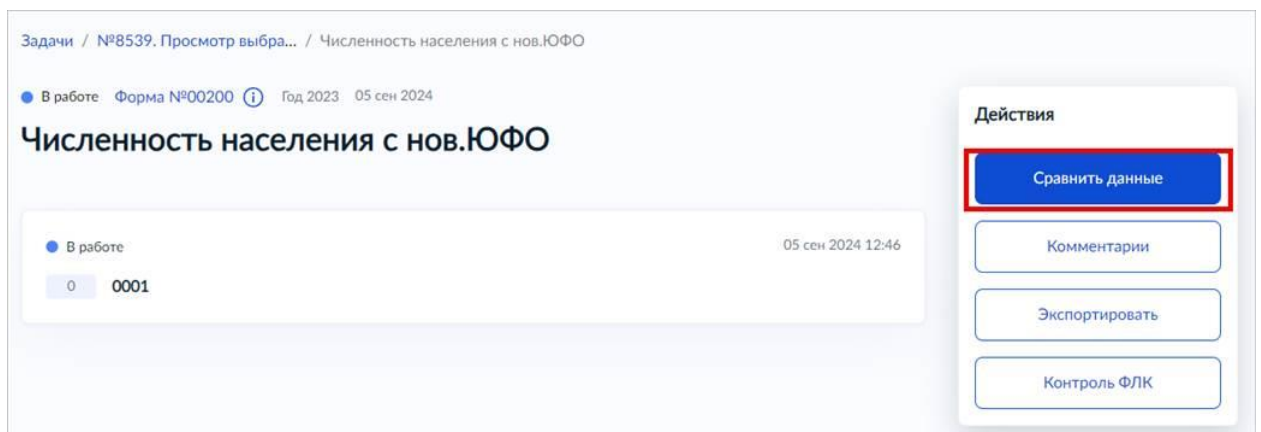 Задачи / №8539. Просмотр выбра... / Численность населения с нов.ЮФО
В работе Форма №00200 Год 2023 05 сен 2024
Численность населения с нов.ЮФО
В работе 05 сен 2024 12:46
0 0001
Действия
Сравнить данные
Комментарии
Экспортировать
Контроль ФЛК